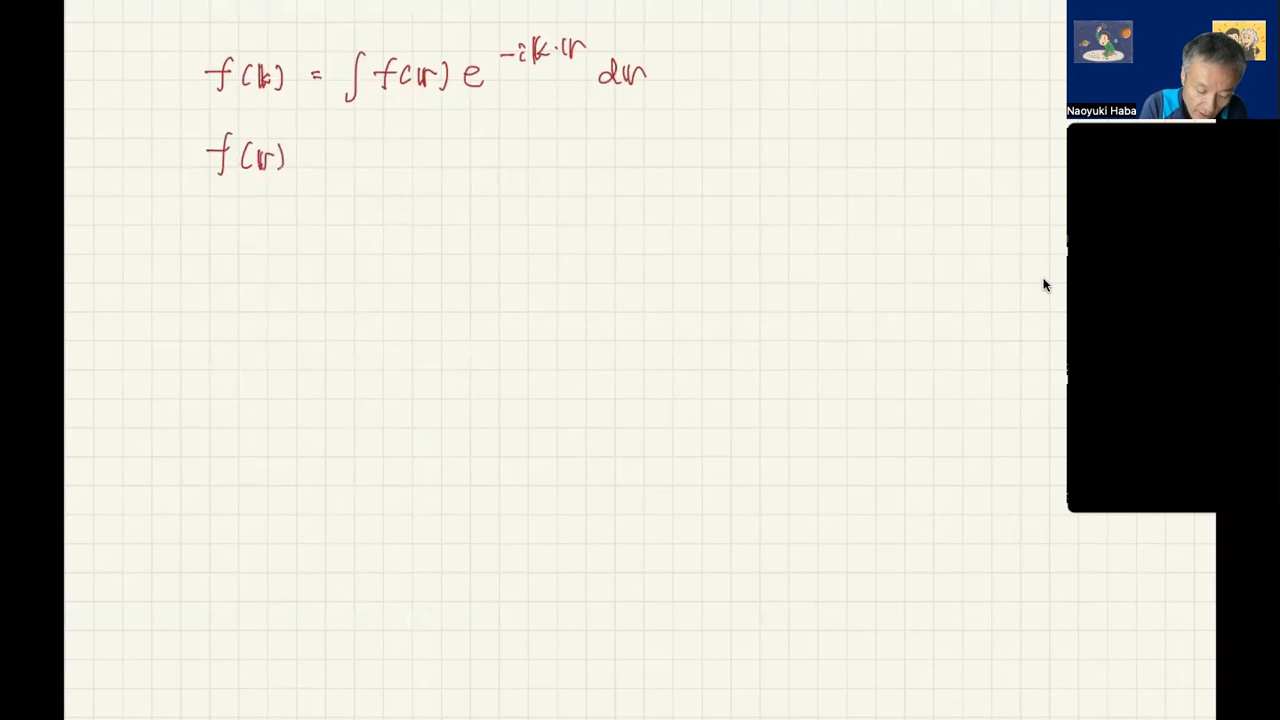 f(𝕜) = ∫ f(𝕣) e^{-i𝕜·𝕣} d𝕣
f(𝕣)
Naoyuki Haba